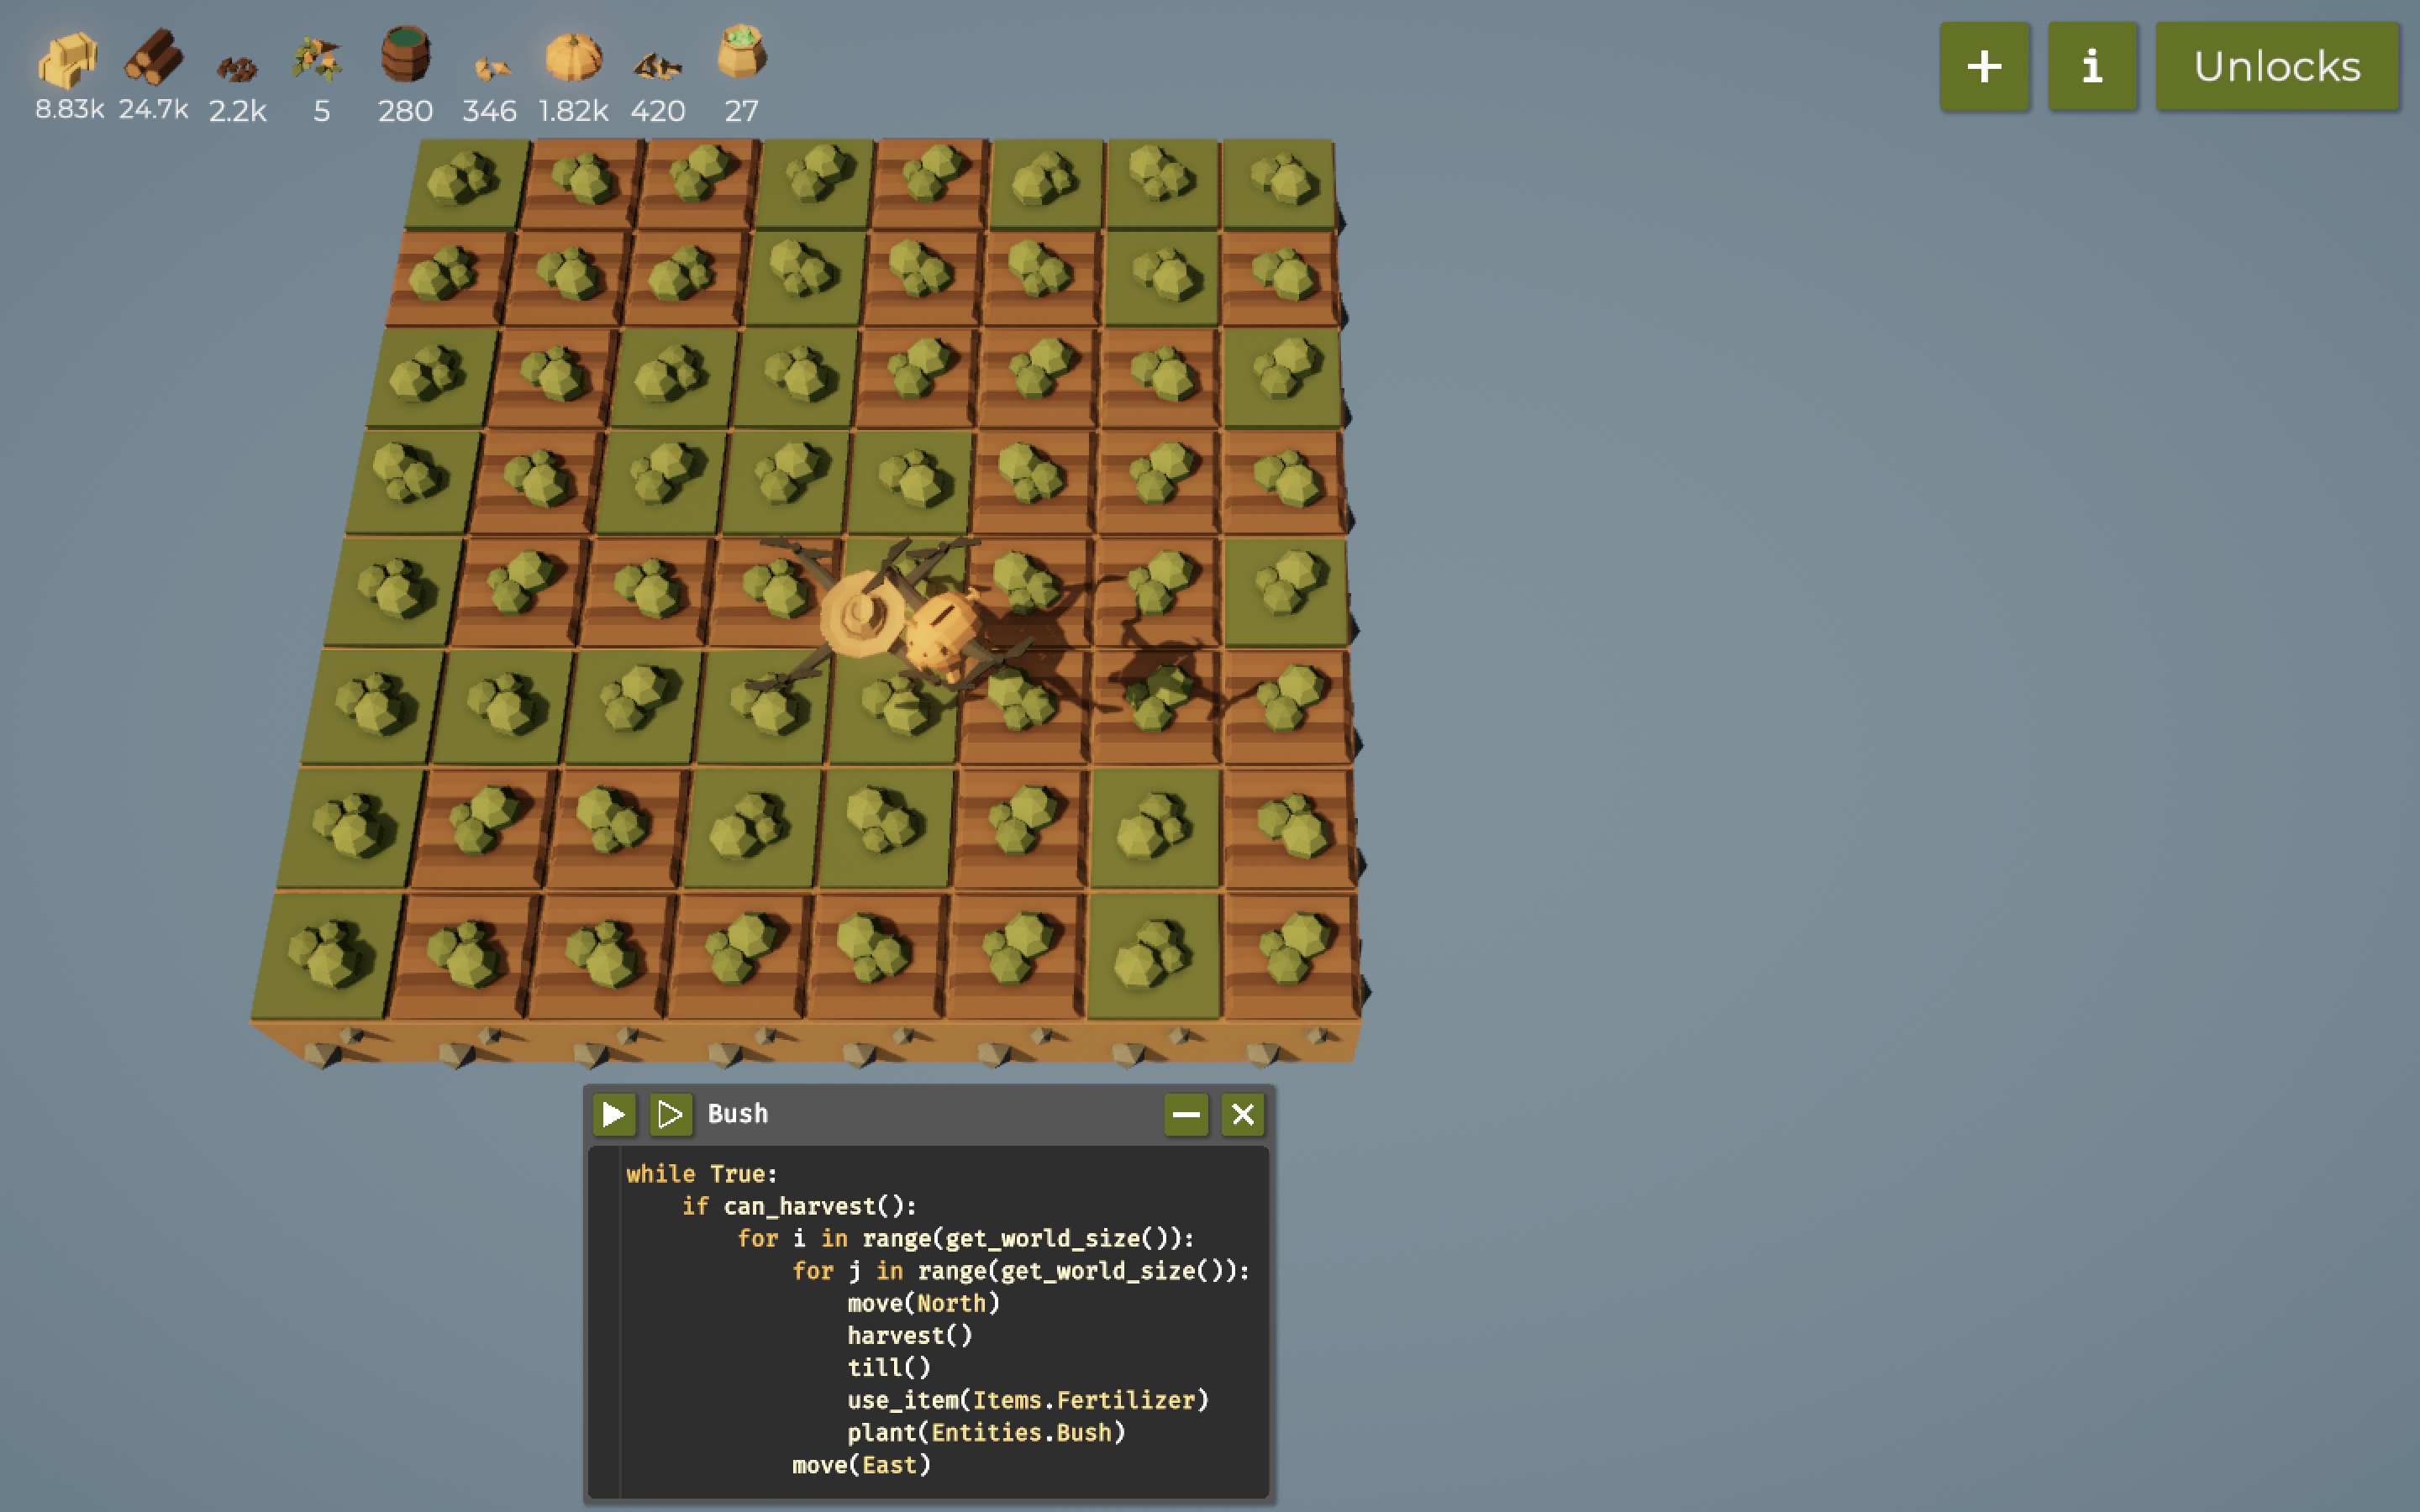 8.83k 24.7k 2.2k 5 280 346 1.82k 420 27
+ i Unlocks
Bush
while True:
    if can_harvest():
        for i in range(get_world_size()):
            for j in range(get_world_size()):
                move(North)
                harvest()
                till()
                use_item(Items.Fertilizer)
                plant(Entities.Bush)
            move(East)